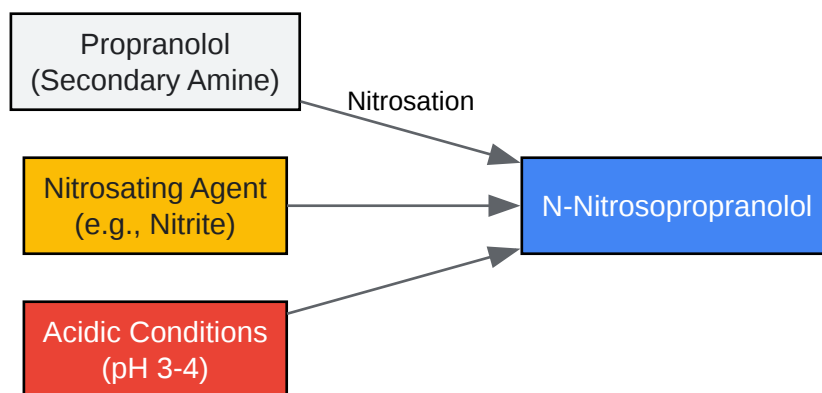 Propranolol
(Secondary Amine)
Nitrosation
Nitrosating Agent
(e.g., Nitrite)
N-Nitrosopropranolol
Acidic Conditions
(pH 3-4)